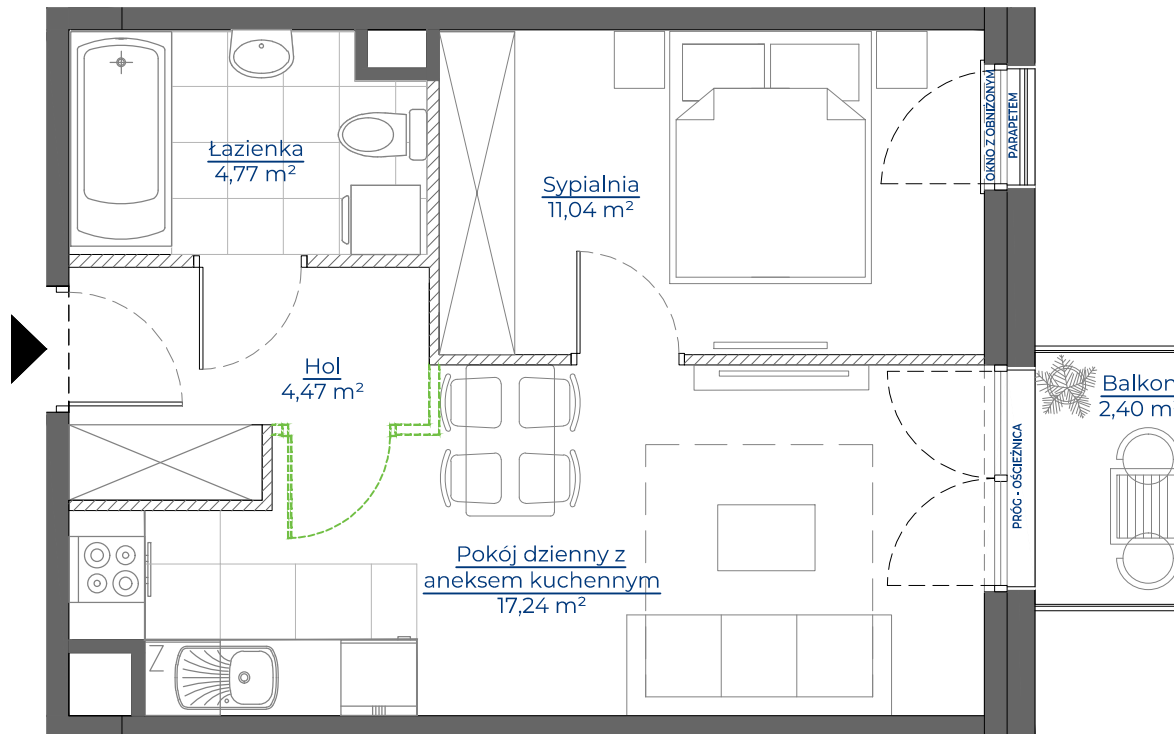 Łazienka
4,77 m²
Sypialnia
11,04 m²
OKNO Z OBNIŻONYM
PARAPETEM
Hol
4,47 m²
Balkon
2,40 m
PRÓG - OŚCIEŻNICA
Pokój dzienny z
aneksem kuchennym
17,24 m²
Z